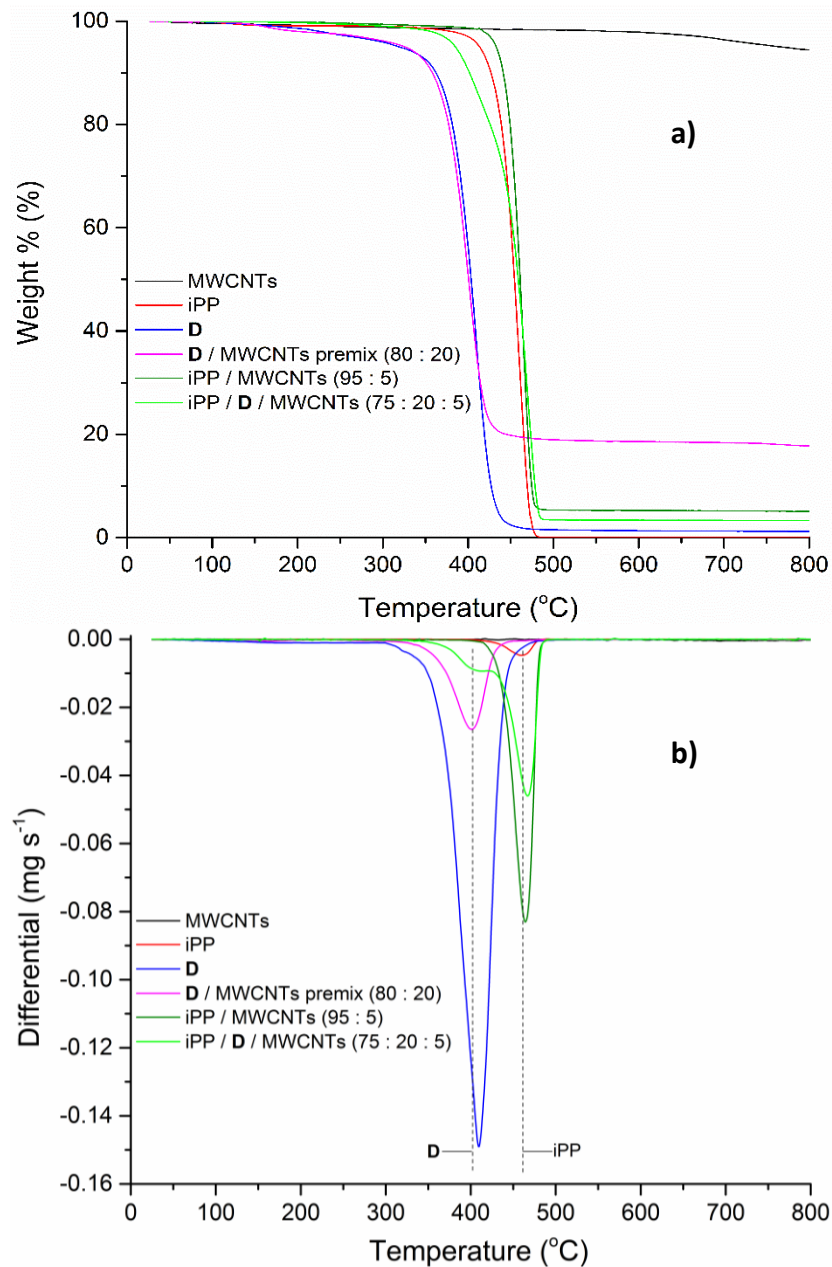 100
80
60
40
20
0
Weight % (%)
a)
MWCNTs
iPP
D
D / MWCNTs premix (80 : 20)
iPP / MWCNTs (95 : 5)
iPP / D / MWCNTs (75 : 20 : 5)
0 100 200 300 400 500 600 700 800
Temperature (°C)
0.00
-0.02
-0.04
-0.06
-0.08
-0.10
-0.12
-0.14
-0.16
Differential (mg s⁻¹)
b)
MWCNTs
iPP
D
D / MWCNTs premix (80 : 20)
iPP / MWCNTs (95 : 5)
iPP / D / MWCNTs (75 : 20 : 5)
D iPP
0 100 200 300 400 500 600 700 800
Temperature (°C)